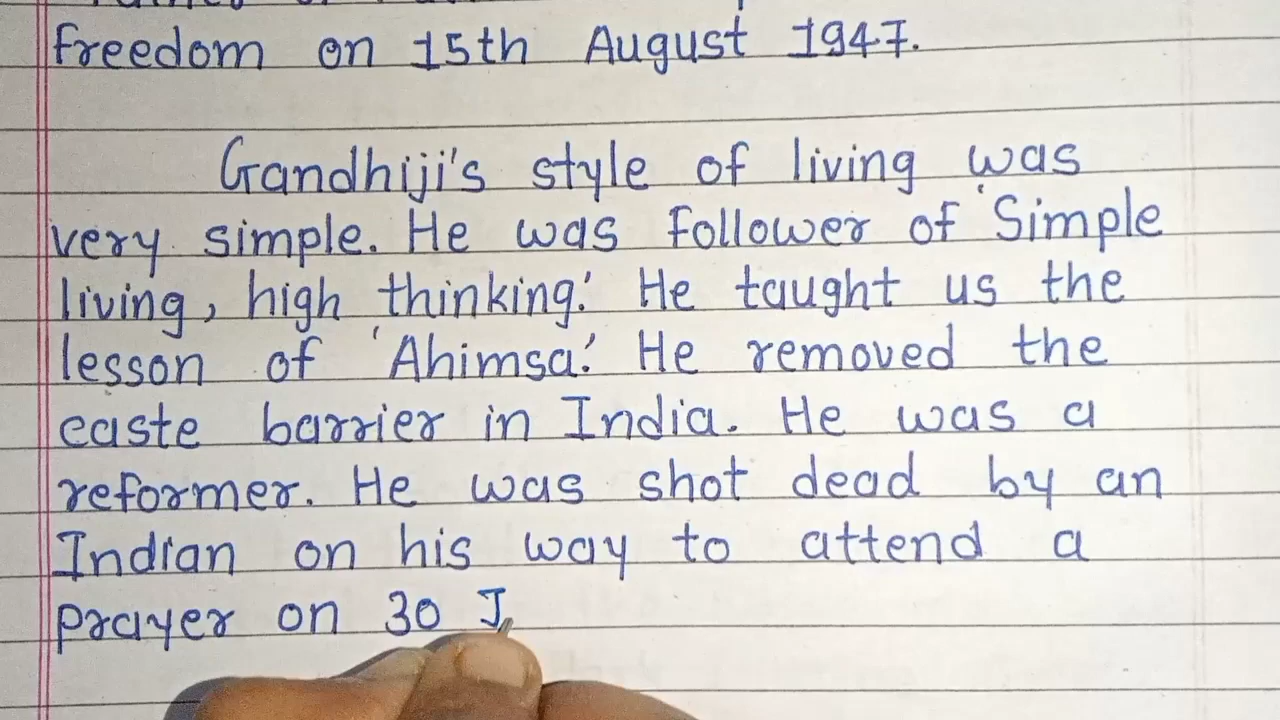 freedom on 15th August 1947.
Gandhiji's style of living was
very simple. He was follower of 'Simple
living, high thinking.' He taught us the
lesson of 'Ahimsa.' He removed the
caste barrier in India. He was a
reformer. He was shot dead by an
Indian on his way to attend a
prayer on 30 J